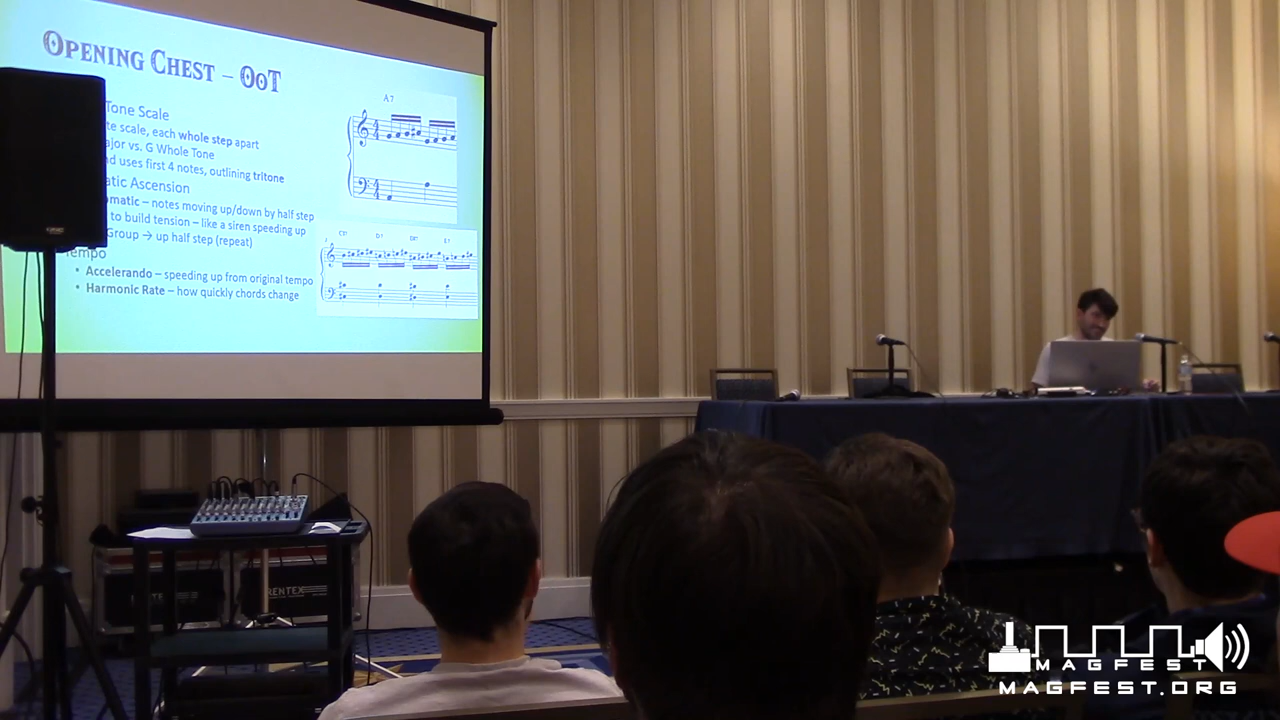 Opening Chest – OoT
Tone Scale
te scale, each whole step apart
ajor vs. G Whole Tone
nd uses first 4 notes, outlining tritone
atic Ascension
omatic – notes moving up/down by half step
to build tension – like a siren speeding up
Group → up half step (repeat)
Tempo
• Accelerando – speeding up from original tempo
• Harmonic Rate – how quickly chords change
A7
D7
RENTEX
MAGFEST
MAGFEST.ORG